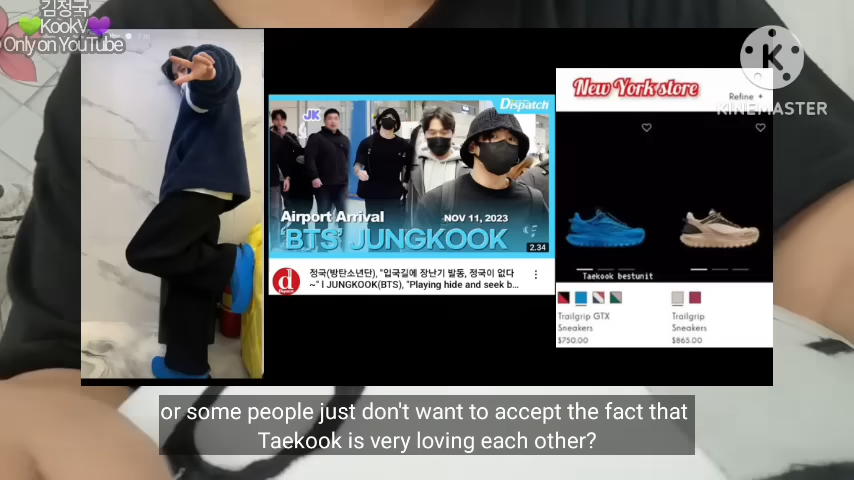 김정국
💚KookV💜
Only on YouTube
K
KINEMASTER
New York store
Refine +
Dispatch
JK
Airport Arrival
NOV 11, 2023
'BTS' JUNGKOOK
2:34
d
Dispatch
정국(방탄소년단), "입국길에 장난기 발동, 정국이 없다
~" l JUNGKOOK(BTS), "Playing hide and seek b...
Taekook bestunit
Trailgrip GTX
Sneakers
$750.00
Trailgrip
Sneakers
$865.00
or some people just don't want to accept the fact that
Taekook is very loving each other?